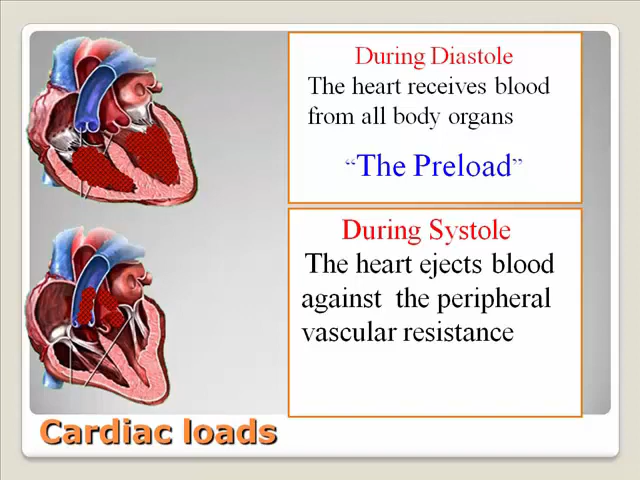 During Diastole
The heart receives blood
from all body organs
“The Preload”
During Systole
The heart ejects blood
against the peripheral
vascular resistance
Cardiac loads